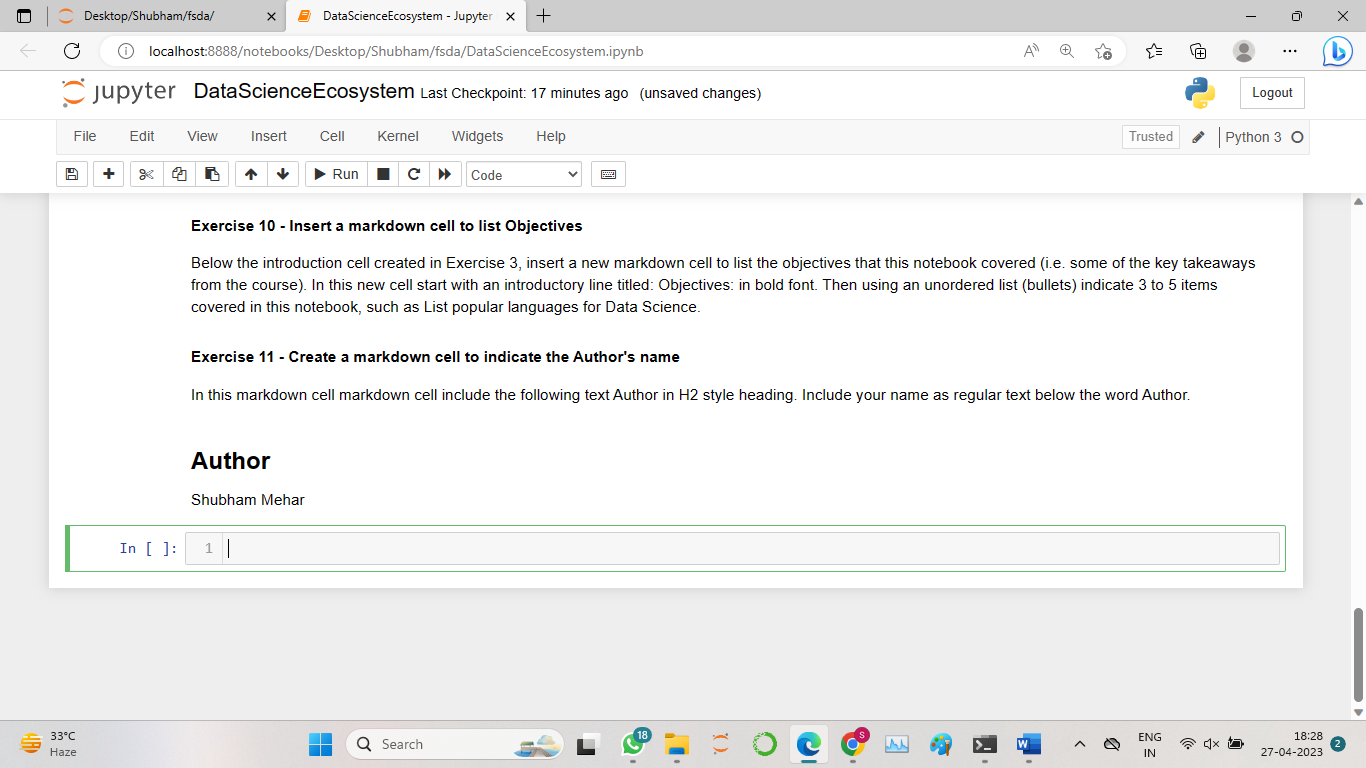 Desktop/Shubham/fsda/ DataScienceEcosystem - Jupyter
localhost:8888/notebooks/Desktop/Shubham/fsda/DataScienceEcosystem.ipynb
jupyter DataScienceEcosystem Last Checkpoint: 17 minutes ago (unsaved changes) Logout
File Edit View Insert Cell Kernel Widgets Help Trusted Python 3
Run Code
Exercise 10 - Insert a markdown cell to list Objectives
Below the introduction cell created in Exercise 3, insert a new markdown cell to list the objectives that this notebook covered (i.e. some of the key takeaways
from the course). In this new cell start with an introductory line titled: Objectives: in bold font. Then using an unordered list (bullets) indicate 3 to 5 items
covered in this notebook, such as List popular languages for Data Science.
Exercise 11 - Create a markdown cell to indicate the Author's name
In this markdown cell markdown cell include the following text Author in H2 style heading. Include your name as regular text below the word Author.
Author
Shubham Mehar
In [ ]: 1
33°C
Haze
Search
18
S
ENG
IN
18:28
27-04-2023
2